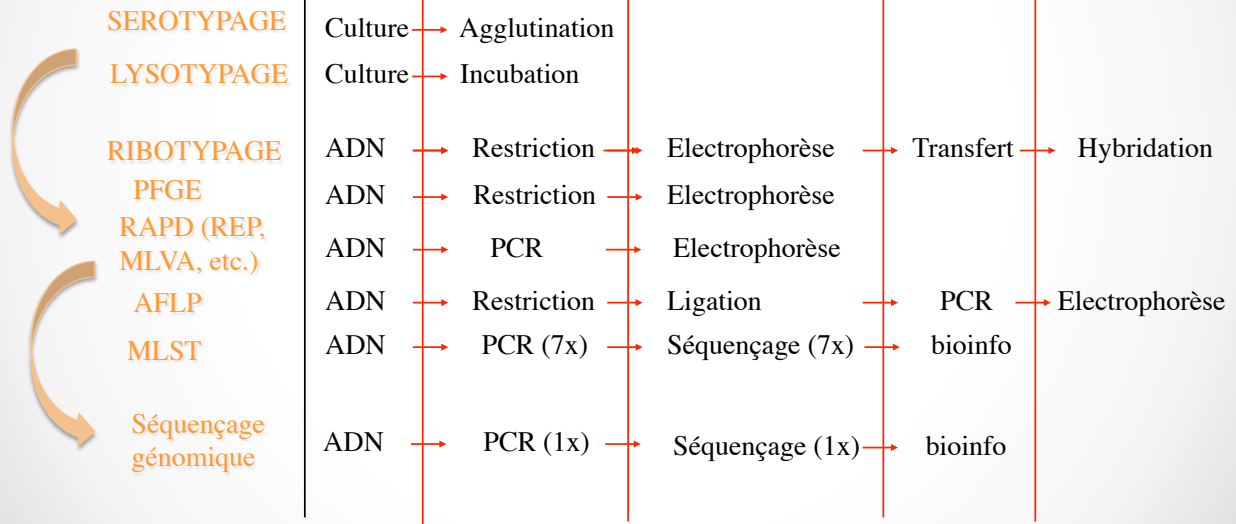 SEROTYPAGE Culture Agglutination
LYSOTYPAGE Culture Incubation
RIBOTYPAGE ADN Restriction Electrophorèse Transfert Hybridation
PFGE ADN Restriction Electrophorèse
RAPD (REP,
MLVA, etc.) ADN PCR Electrophorèse
AFLP ADN Restriction Ligation PCR Electrophorèse
MLST ADN PCR (7x) Séquençage (7x) bioinfo
Séquençage
génomique ADN PCR (1x) Séquençage (1x) bioinfo